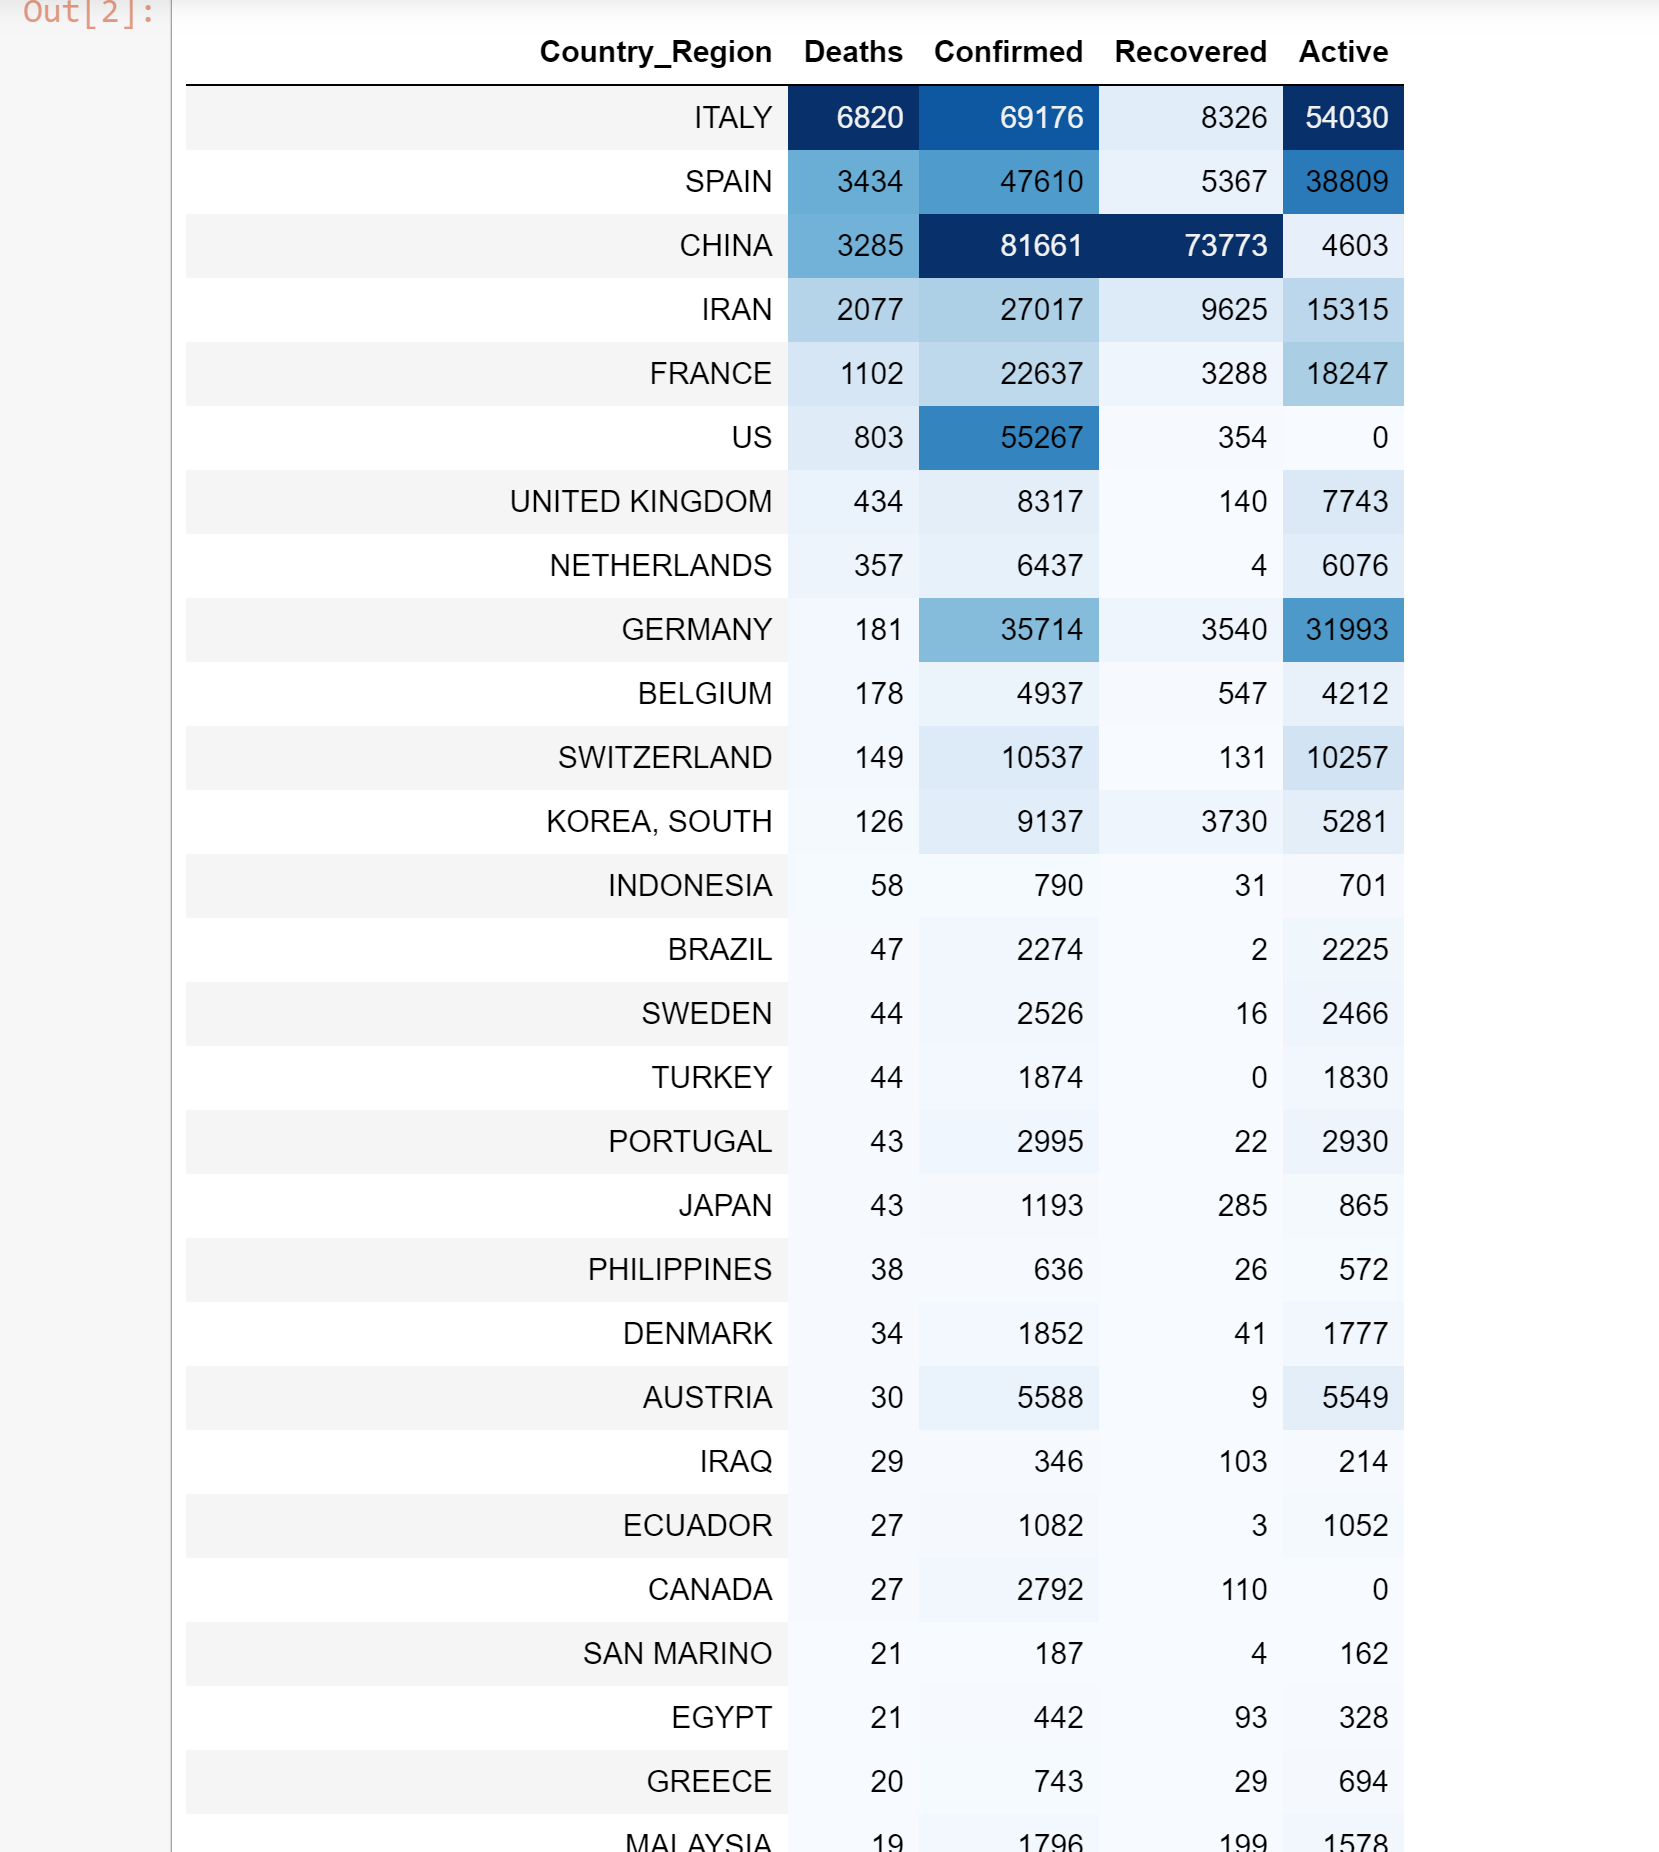 Out[2]:
Country_Region Deaths Confirmed Recovered Active
ITALY 6820 69176 8326 54030
SPAIN 3434 47610 5367 38809
CHINA 3285 81661 73773 4603
IRAN 2077 27017 9625 15315
FRANCE 1102 22637 3288 18247
US 803 55267 354 0
UNITED KINGDOM 434 8317 140 7743
NETHERLANDS 357 6437 4 6076
GERMANY 181 35714 3540 31993
BELGIUM 178 4937 547 4212
SWITZERLAND 149 10537 131 10257
KOREA, SOUTH 126 9137 3730 5281
INDONESIA 58 790 31 701
BRAZIL 47 2274 2 2225
SWEDEN 44 2526 16 2466
TURKEY 44 1874 0 1830
PORTUGAL 43 2995 22 2930
JAPAN 43 1193 285 865
PHILIPPINES 38 636 26 572
DENMARK 34 1852 41 1777
AUSTRIA 30 5588 9 5549
IRAQ 29 346 103 214
ECUADOR 27 1082 3 1052
CANADA 27 2792 110 0
SAN MARINO 21 187 4 162
EGYPT 21 442 93 328
GREECE 20 743 29 694
MALAYSIA 19 1796 199 1578